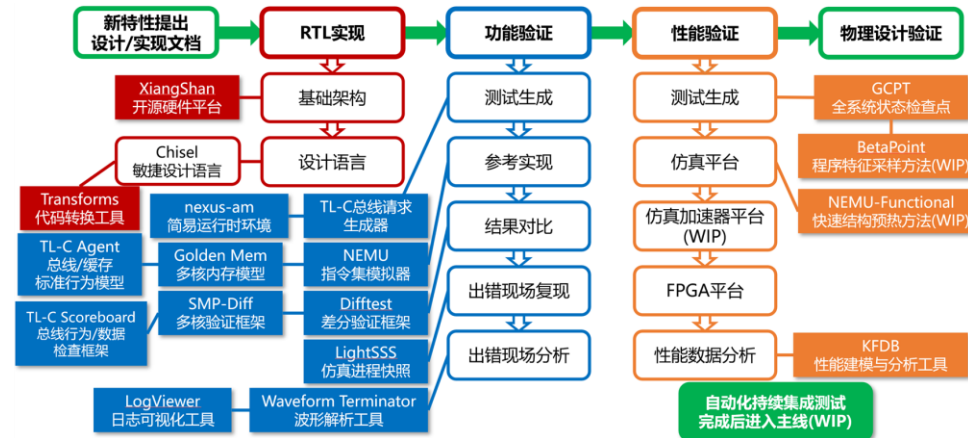 新特性提出
设计/实现文档
RTL实现
功能验证
性能验证
物理设计验证
XiangShan
开源硬件平台
基础架构
测试生成
测试生成
GCPT
全系统状态检查点
Chisel
敏捷设计语言
设计语言
参考实现
仿真平台
BetaPoint
程序特征采样方法(WIP)
Transforms
代码转换工具
nexus-am
简易运行时环境
TL-C总线请求
生成器
结果对比
仿真加速器平台
(WIP)
NEMU-Functional
快速结构预热方法(WIP)
TL-C Agent
总线/缓存
标准行为模型
Golden Mem
多核内存模型
NEMU
指令集模拟器
出错现场复现
FPGA平台
TL-C Scoreboard
总线行为/数据
检查框架
SMP-Diff
多核验证框架
Difftest
差分验证框架
出错现场分析
性能数据分析
KFDB
性能建模与分析工具
LightSSS
仿真进程快照
LogViewer
日志可视化工具
Waveform Terminator
波形解析工具
自动化持续集成测试
完成后进入主线(WIP)